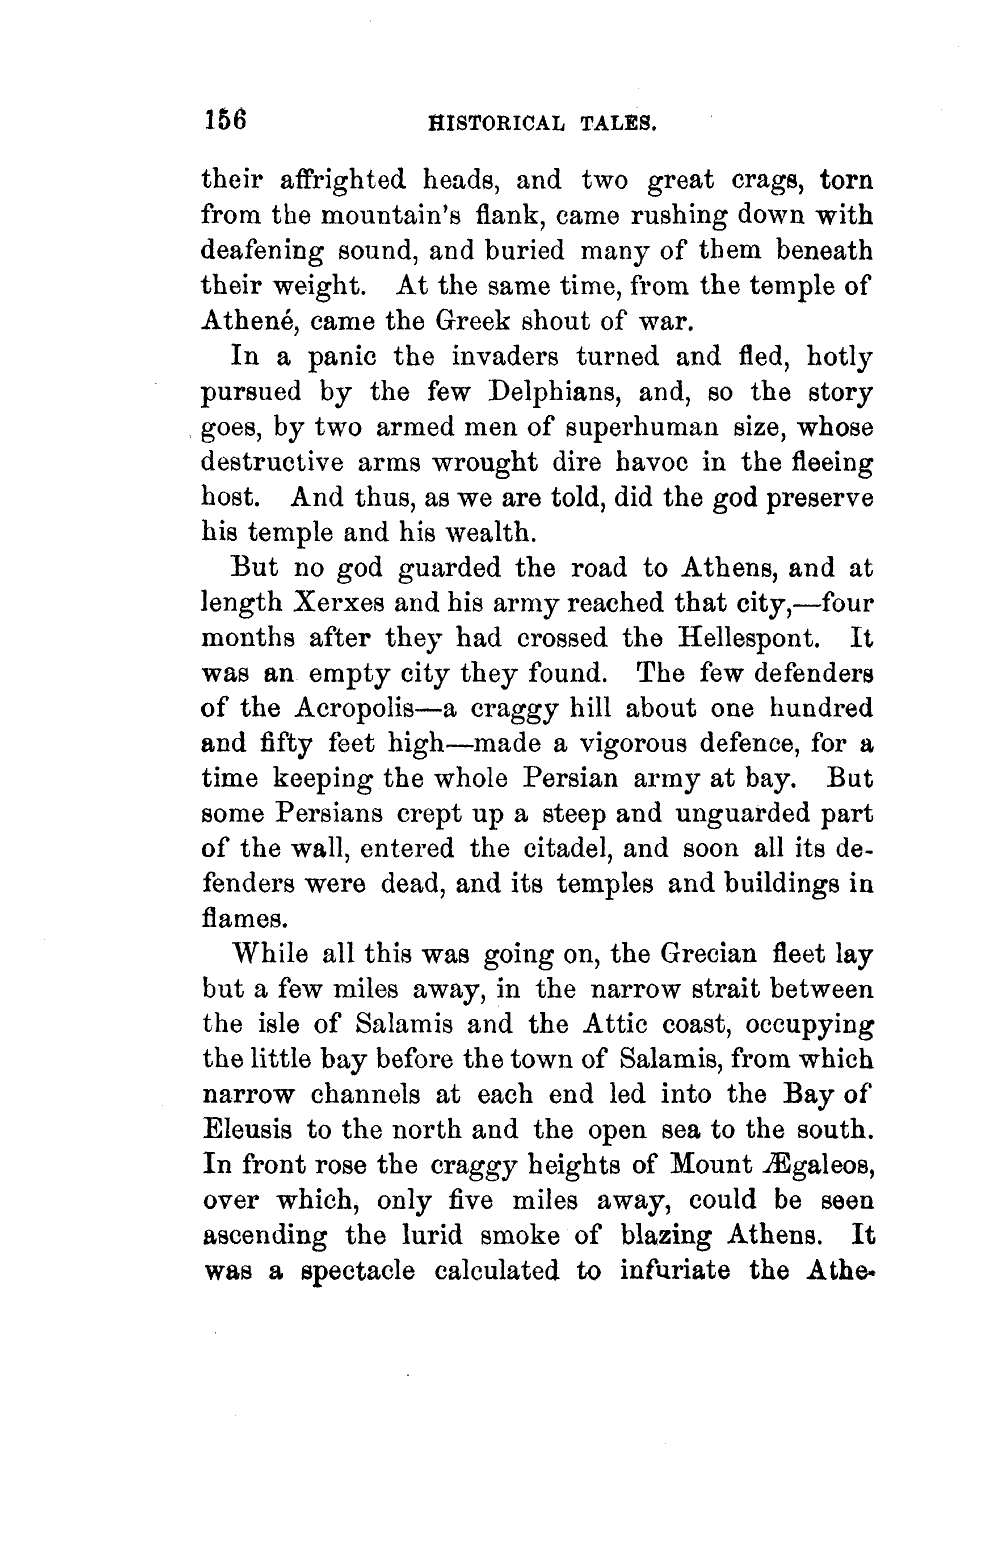 156 HISTORICAL TALES.
their affrighted heads, and two great crags, torn
from the mountain's flank, came rushing down with
deafening sound, and buried many of them beneath
their weight. At the same time, from the temple of
Athené, came the Greek shout of war.
In a panic the invaders turned and fled, hotly
pursued by the few Delphians, and, so the story
goes, by two armed men of superhuman size, whose
destructive arms wrought dire havoc in the fleeing
host. And thus, as we are told, did the god preserve
his temple and his wealth.
But no god guarded the road to Athens, and at
length Xerxes and his army reached that city,—four
months after they had crossed the Hellespont. It
was an empty city they found. The few defenders
of the Acropolis—a craggy hill about one hundred
and fifty feet high—made a vigorous defence, for a
time keeping the whole Persian army at bay. But
some Persians crept up a steep and unguarded part
of the wall, entered the citadel, and soon all its de-
fenders were dead, and its temples and buildings in
flames.
While all this was going on, the Grecian fleet lay
but a few miles away, in the narrow strait between
the isle of Salamis and the Attic coast, occupying
the little bay before the town of Salamis, from which
narrow channels at each end led into the Bay of
Eleusis to the north and the open sea to the south.
In front rose the craggy heights of Mount Ægaleos,
over which, only five miles away, could be seen
ascending the lurid smoke of blazing Athens. It
was a spectacle calculated to infuriate the Athe-